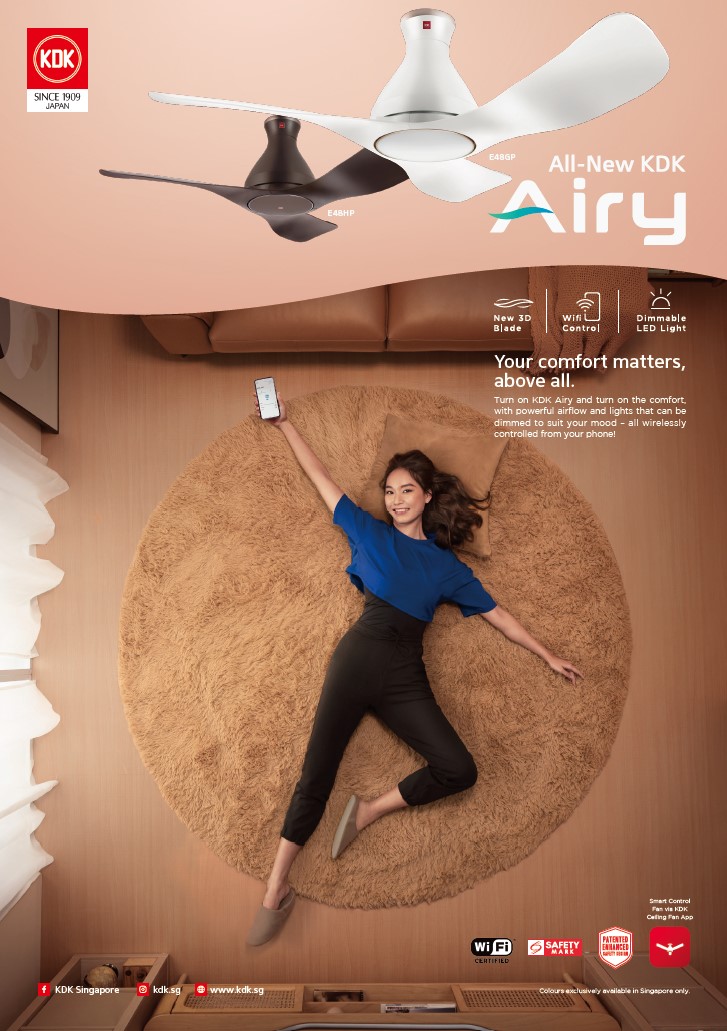 KDK
SINCE 1909
JAPAN
E48GP
E48HP
All-New KDK
Airy
New 3D
Blade
Wifi
Control
Dimmable
LED Light
Your comfort matters,
above all.
Turn on KDK Airy and turn on the comfort,
with powerful airflow and lights that can be
dimmed to suit your mood – all wirelessly
controlled from your phone!
Smart Control
Fan via KDK
Ceiling Fan App
Wi Fi
CERTIFIED
SAFETY
MARK
PATENTED
ENHANCED
SAFETY DESIGN
KDK Singapore
kdk.sg
www.kdk.sg
Colours exclusively available in Singapore only.